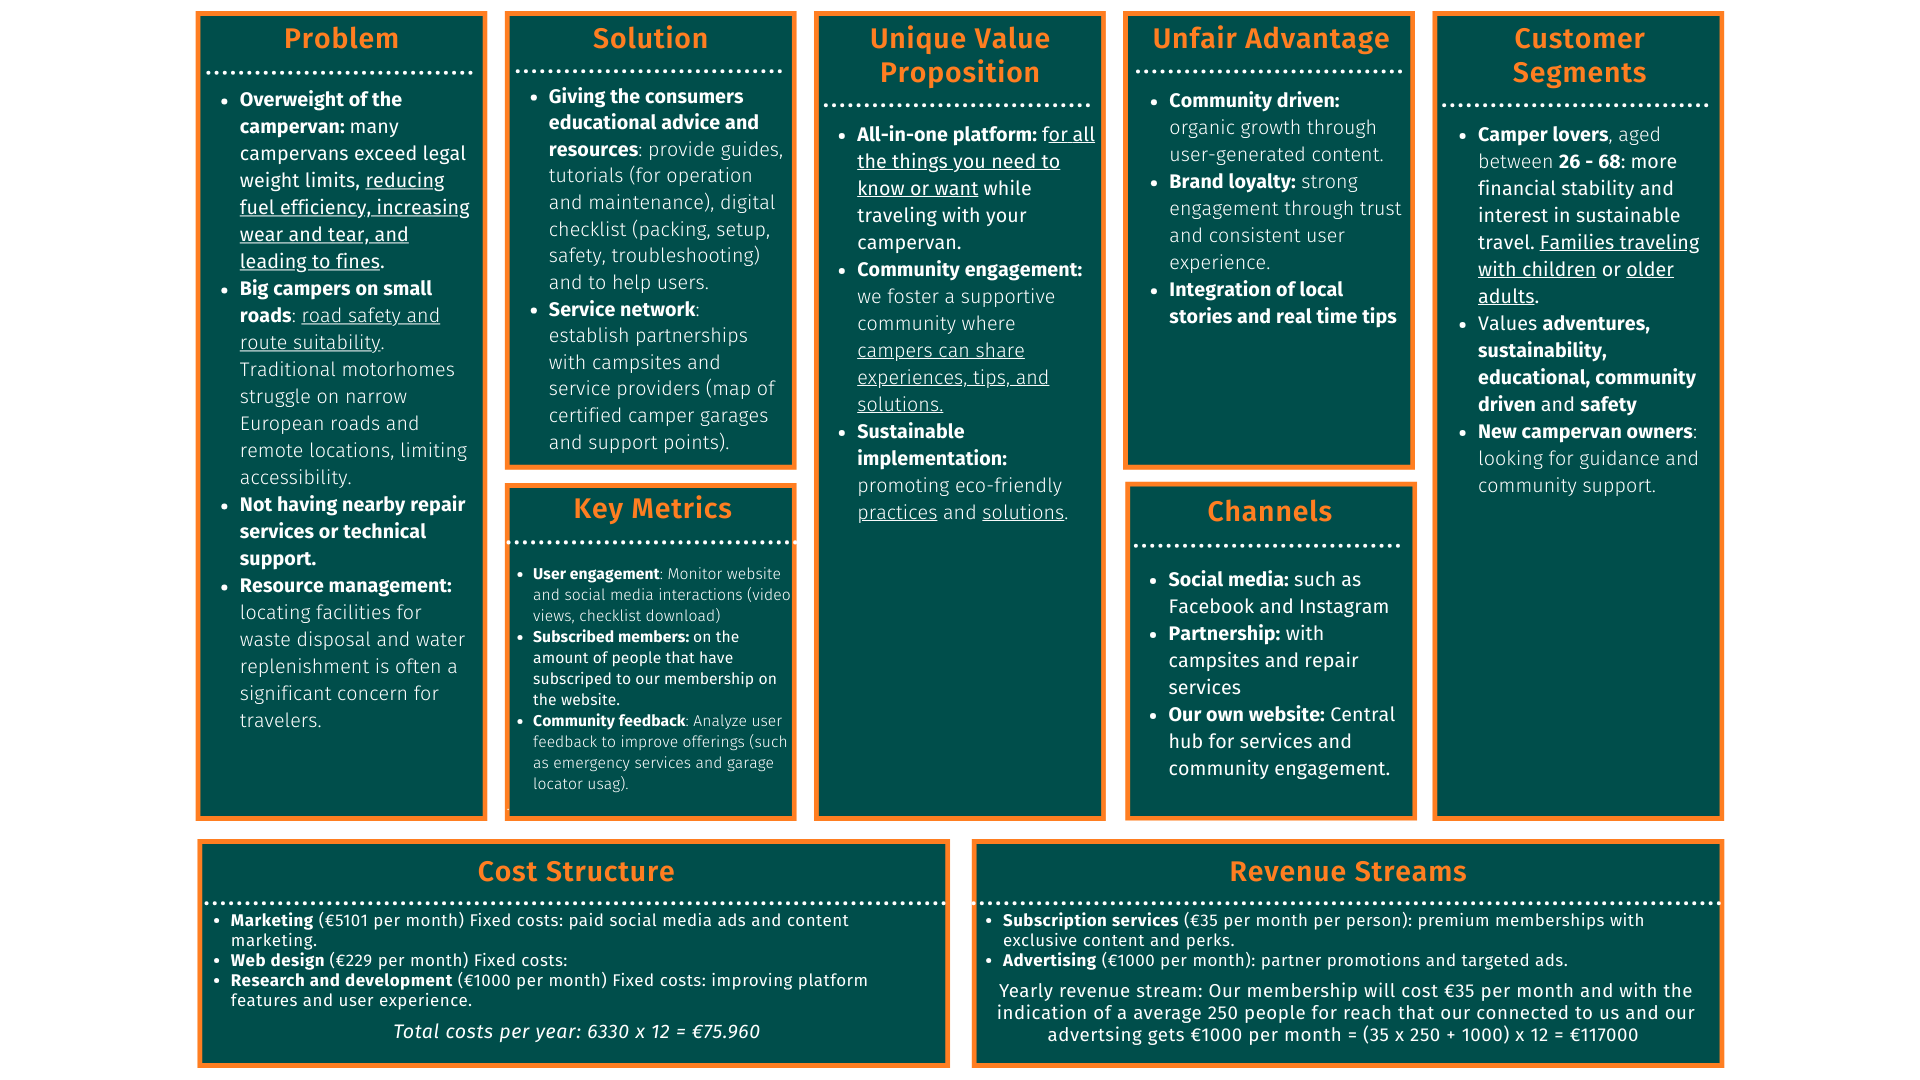 Problem
• Overweight of the
campervan: many
campervans exceed legal
weight limits, reducing
fuel efficiency, increasing
wear and tear, and
leading to fines.
• Big campers on small
roads: road safety and
route suitability.
Traditional motorhomes
struggle on narrow
European roads and
remote locations, limiting
accessibility.
• Not having nearby repair
services or technical
support.
• Resource management:
locating facilities for
waste disposal and water
replenishment is often a
significant concern for
travelers.
Solution
• Giving the consumers
educational advice and
resources: provide guides,
tutorials (for operation
and maintenance), digital
checklist (packing, setup,
safety, troubleshooting)
and to help users.
• Service network:
establish partnerships
with campsites and
service providers (map of
certified camper garages
and support points).
Key Metrics
• User engagement: Monitor website
and social media interactions (video
views, checklist download)
• Subscribed members: on the
amount of people that have
subscriped to our membership on
the website.
• Community feedback: Analyze user
feedback to improve offerings (such
as emergency services and garage
locator usag).
Unique Value
Proposition
• All-in-one platform: for all
the things you need to
know or want while
traveling with your
campervan.
• Community engagement:
we foster a supportive
community where
campers can share
experiences, tips, and
solutions.
• Sustainable
implementation:
promoting eco-friendly
practices and solutions.
Unfair Advantage
• Community driven:
organic growth through
user-generated content.
• Brand loyalty: strong
engagement through trust
and consistent user
experience.
• Integration of local
stories and real time tips
Channels
• Social media: such as
Facebook and Instagram
• Partnership: with
campsites and repair
services
• Our own website: Central
hub for services and
community engagement.
Customer
Segments
• Camper lovers, aged
between 26 - 68: more
financial stability and
interest in sustainable
travel. Families traveling
with children or older
adults.
• Values adventures,
sustainability,
educational, community
driven and safety
• New campervan owners:
looking for guidance and
community support.
Cost Structure
• Marketing (€5101 per month) Fixed costs: paid social media ads and content
marketing.
• Web design (€229 per month) Fixed costs:
• Research and development (€1000 per month) Fixed costs: improving platform
features and user experience.
Total costs per year: 6330 x 12 = €75.960
Revenue Streams
• Subscription services (€35 per month per person): premium memberships with
exclusive content and perks.
• Advertising (€1000 per month): partner promotions and targeted ads.
Yearly revenue stream: Our membership will cost €35 per month and with the
indication of a average 250 people for reach that our connected to us and our
advertsing gets €1000 per month = (35 x 250 + 1000) x 12 = €117000